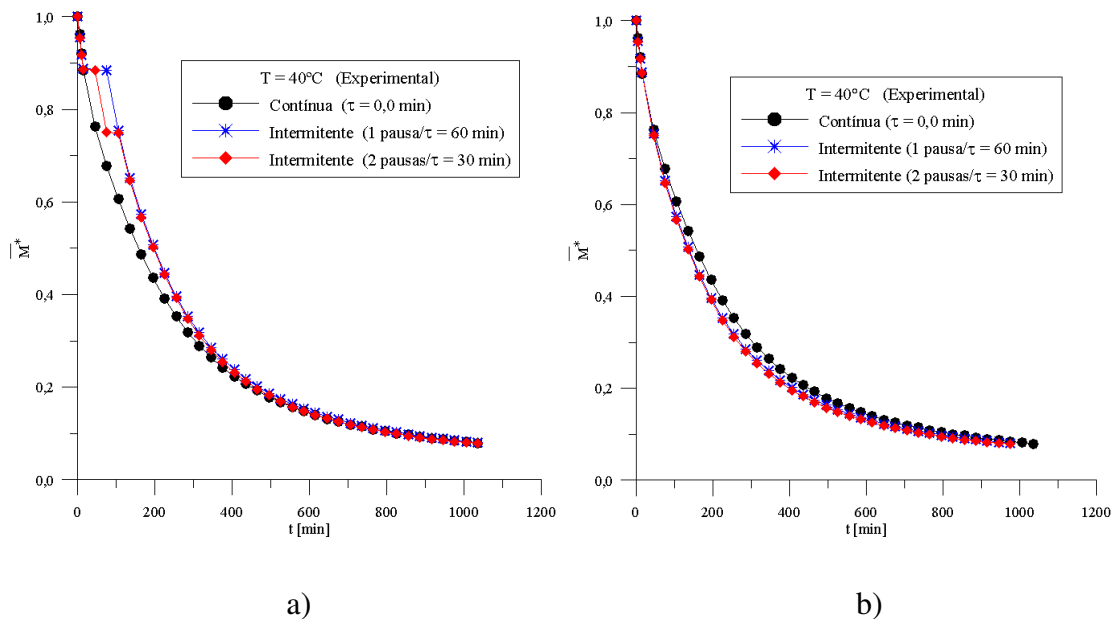 1,0
0,8
0,6
0,4
0,2
0,0
M*
T = 40°C (Experimental)
Contínua (τ = 0,0 min)
Intermitente (1 pausa/τ = 60 min)
Intermitente (2 pausas/τ = 30 min)
0 200 400 600 800 1000 1200
t [min]
a)
1,0
0,8
0,6
0,4
0,2
0,0
M*
T = 40°C (Experimental)
Contínua (τ = 0,0 min)
Intermitente (1 pausa/τ = 60 min)
Intermitente (2 pausas/τ = 30 min)
0 200 400 600 800 1000 1200
t [min]
b)